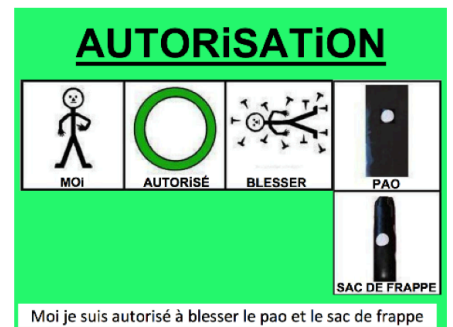 AUTORiSATiON
MOi AUTORiSÉ BLESSER PAO
SAC DE FRAPPE
Moi je suis autorisé à blesser le pao et le sac de frappe